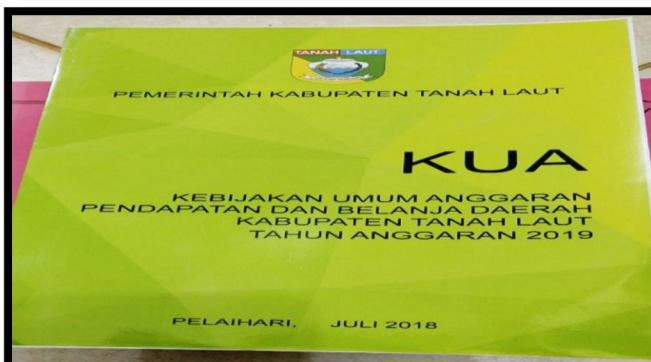 TANAH LAUT
PEMERINTAH KABUPATEN TANAH LAUT
KUA
KEBIJAKAN UMUM ANGGARAN
PENDAPATAN DAN BELANJA DAERAH
KABUPATEN TANAH LAUT
TAHUN ANGGARAN 2019
PELAIHARI, JULI 2018